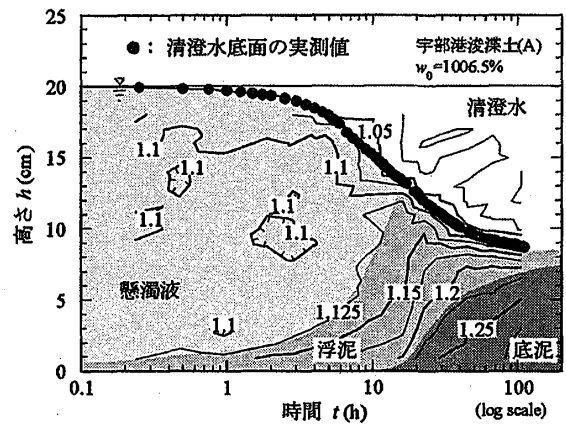 ●: 清澄水底面の実測値
宇部港浚渫土(A)
w₀=1006.5%
清澄水
高さ h (cm)
20
15
10
5
0
1.05
1.1
1.1
1.1
1.1
1.1
1.1
1.1
1.125
1.15
1.2
1.25
懸濁液
浮泥
底泥
0.1
1
10
100
時間 t (h)
(log scale)